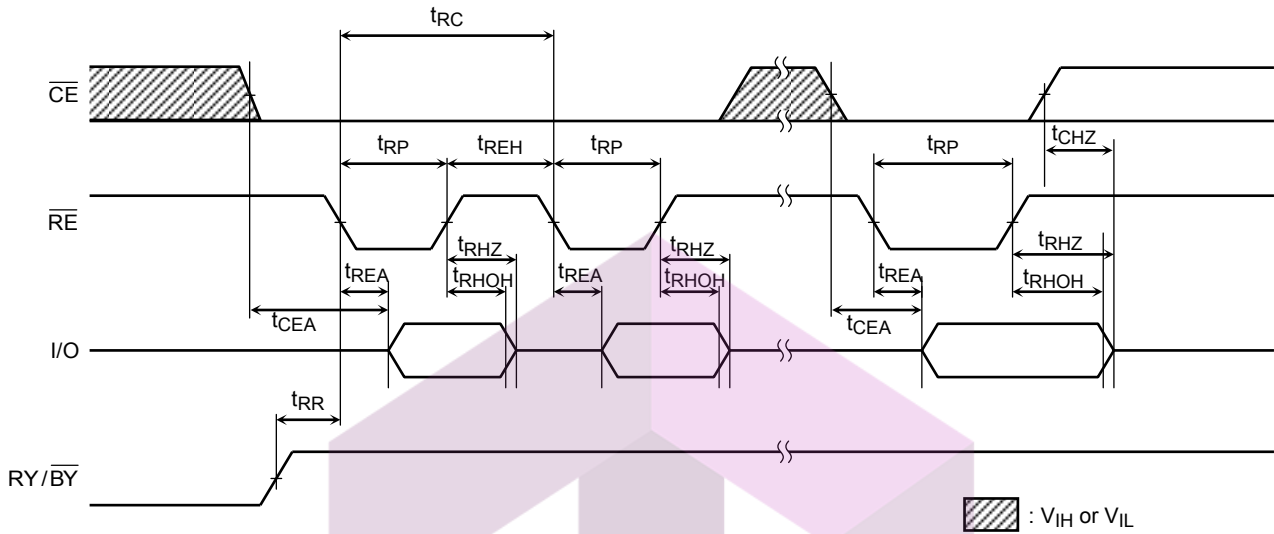 tRC
CE
tCHZ
tRP tREH tRP tRP
RE
tRHZ tRHZ tRHZ
tREA tRHOH tREA tRHOH tREA tRHOH
tCEA tCEA
I/O
tRR
RY/BY
: VIH or VIL